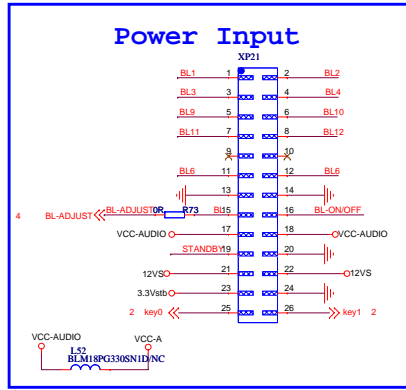 Power Input
XP21
BL1 1 2 BL2
BL3 3 4 BL4
BL9 5 6 BL10
BL11 7 8 BL12
9 10
BL6 11 12 BL6
13 14
4 BL-ADJUST BL-ADJUST 0R R73 BL 15 16 BL-ON/OFF
VCC-AUDIO 17 18 VCC-AUDIO
STANDBY 19 20
12VS 21 22 12VS
3.3Vstb 23 24
2 key0 25 26 key1 2
VCC-AUDIO VCC-A
L52
BLM18PG330SN1D/NC